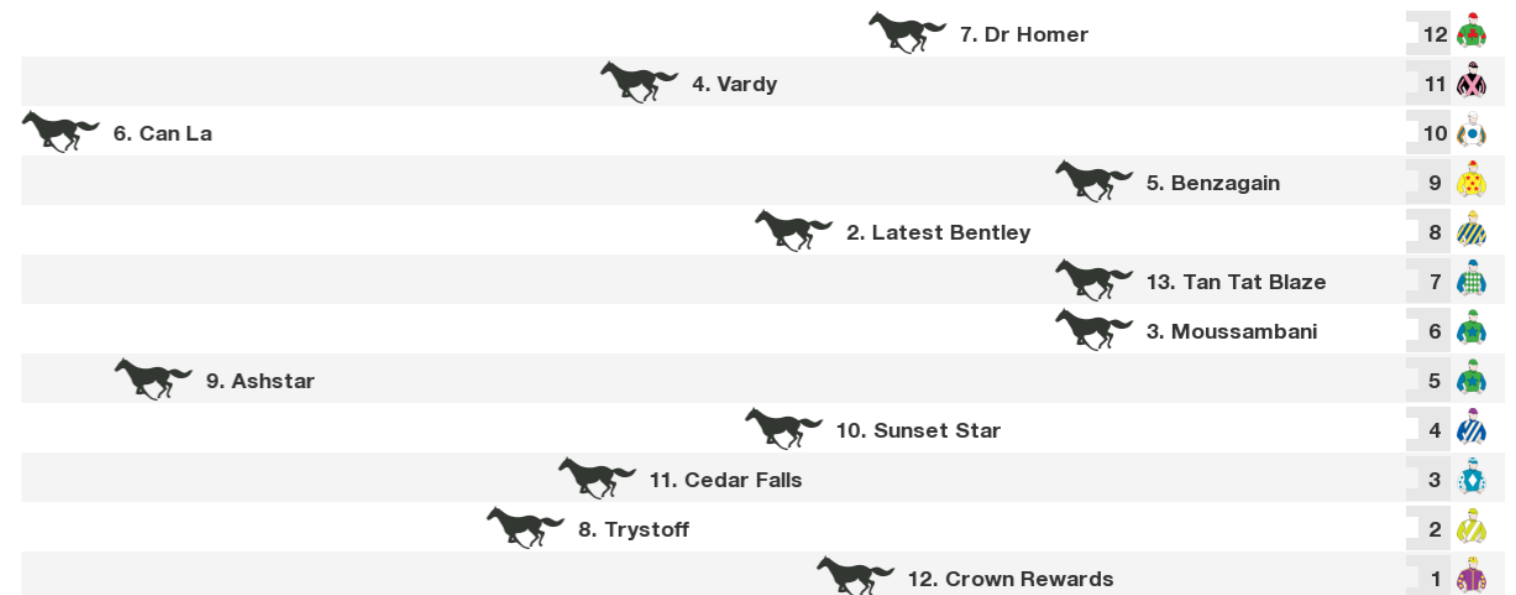 7. Dr Homer 12
4. Vardy 11
6. Can La 10
5. Benzagain 9
2. Latest Bentley 8
13. Tan Tat Blaze 7
3. Moussambani 6
9. Ashstar 5
10. Sunset Star 4
11. Cedar Falls 3
8. Trystoff 2
12. Crown Rewards 1